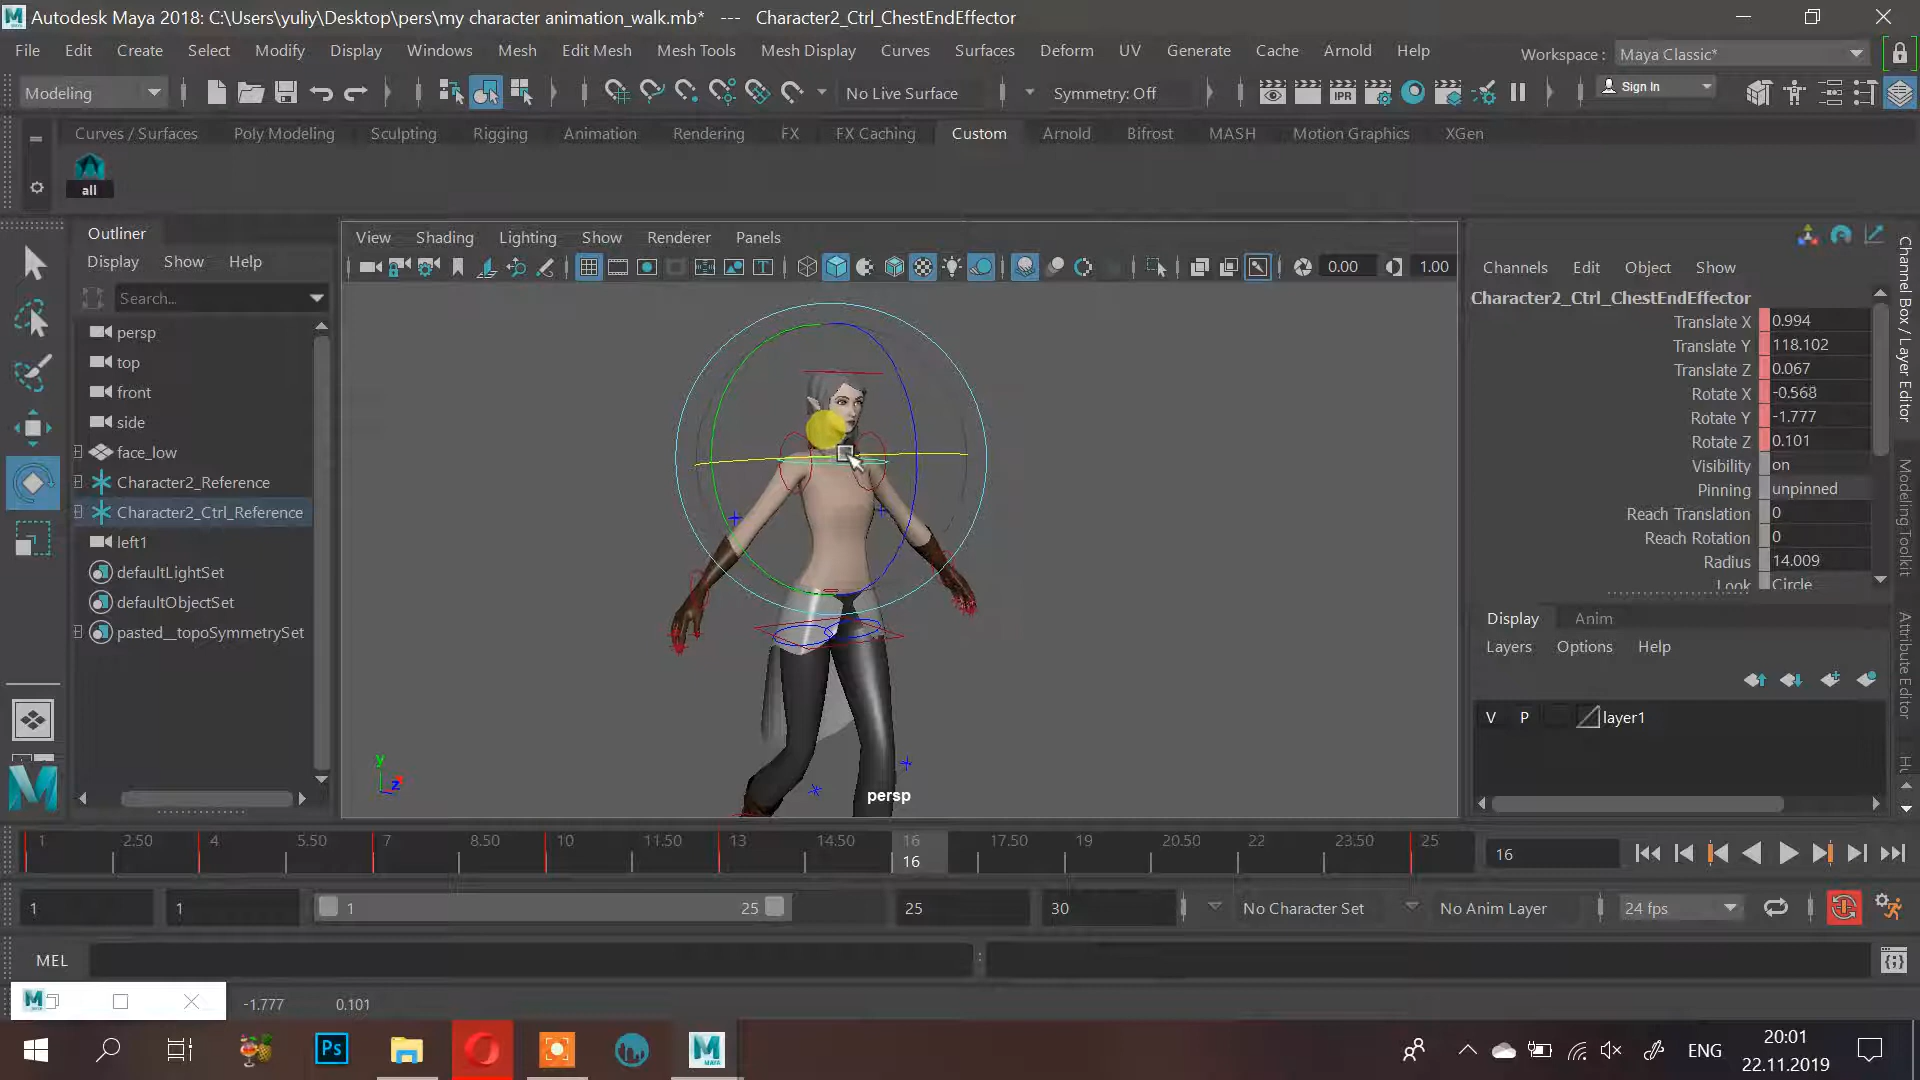 Autodesk Maya 2018: C:\Users\yuliy\Desktop\pers\my character animation_walk.mb* --- Character2_Ctrl_ChestEndEffector
File Edit Create Select Modify Display Windows Mesh Edit Mesh Mesh Tools Mesh Display Curves Surfaces Deform UV Generate Cache Arnold Help Workspace : Maya Classic*
Modeling No Live Surface Symmetry: Off IPR Sign In
Curves / Surfaces Poly Modeling Sculpting Rigging Animation Rendering FX FX Caching Custom Arnold Bifrost MASH Motion Graphics XGen
all
Outliner
Display Show Help
Search...
persp
top
front
side
face_low
Character2_Reference
Character2_Ctrl_Reference
left1
defaultLightSet
defaultObjectSet
pasted__topoSymmetrySet
View Shading Lighting Show Renderer Panels
0.00 1.00
y
z
persp
Channels Edit Object Show
Character2_Ctrl_ChestEndEffector
Translate X 0.994
Translate Y 118.102
Translate Z 0.067
Rotate X -0.568
Rotate Y -1.777
Rotate Z 0.101
Visibility on
Pinning unpinned
Reach Translation 0
Reach Rotation 0
Radius 14.009
Look Circle
Display Anim
Layers Options Help
V P layer1
Channel Box / Layer Editor
Modeling Toolkit
Attribute Editor
1 2.50 4 5.50 7 8.50 10 11.50 13 14.50 16 17.50 19 20.50 22 23.50 25
16
16
1 1 1 25 25 30 No Character Set No Anim Layer 24 fps
MEL
-1.777 0.101
Ps
MAYA
ENG
20:01
22.11.2019